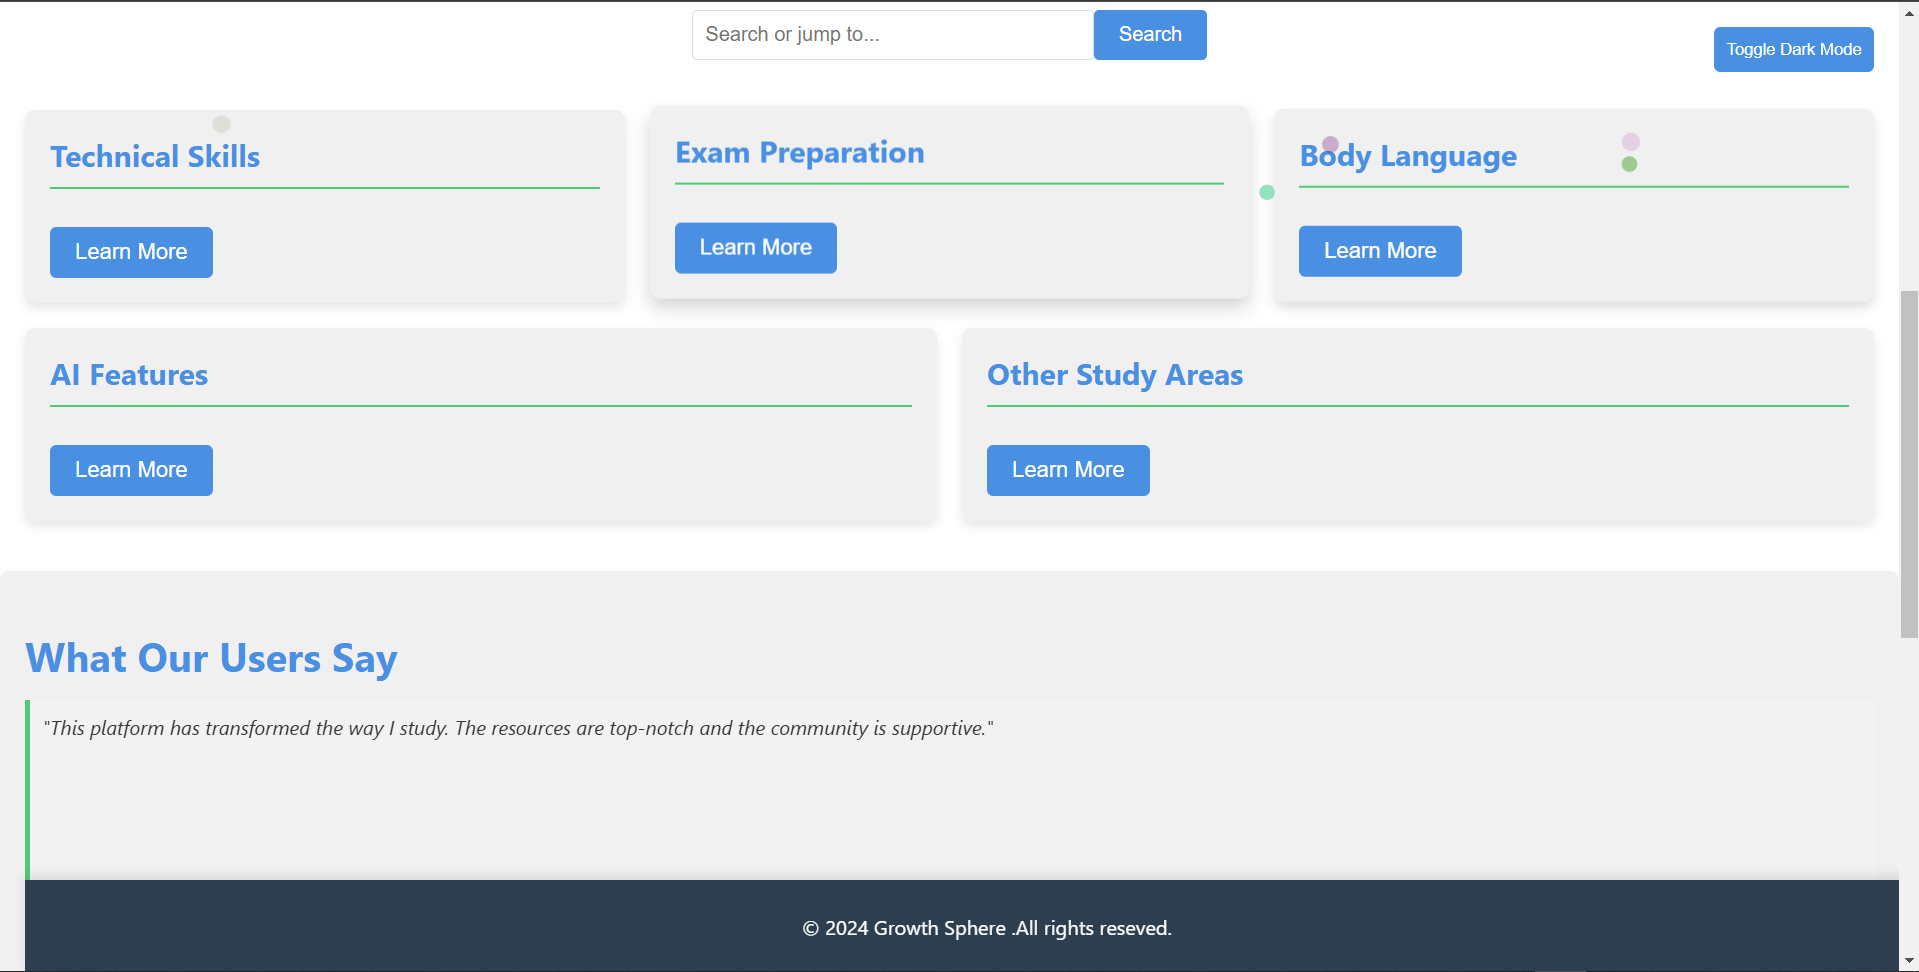 Search or jump to...
Search
Toggle Dark Mode
Technical Skills
Learn More
Exam Preparation
Learn More
Body Language
Learn More
AI Features
Learn More
Other Study Areas
Learn More
What Our Users Say
"This platform has transformed the way I study. The resources are top-notch and the community is supportive."
© 2024 Growth Sphere .All rights reseved.